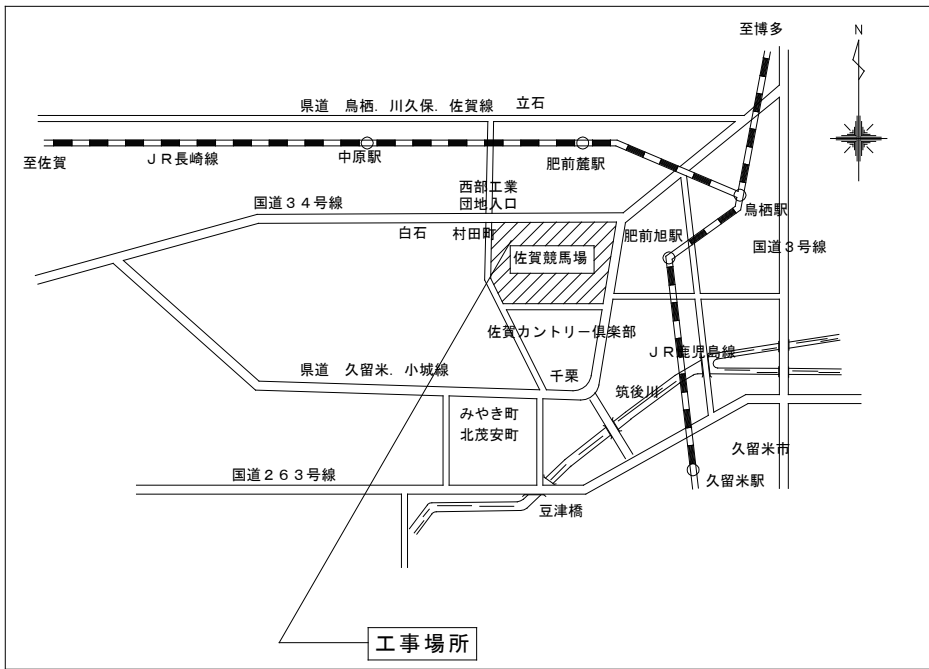 至博多
N
県道　鳥栖．川久保．佐賀線
立石
至佐賀
ＪＲ長崎線
中原駅
肥前麓駅
西部工業
団地入口
国道３４号線
鳥栖駅
白石
村田町
肥前旭駅
国道３号線
佐賀競馬場
佐賀カントリー倶楽部
ＪＲ鹿児島線
県道　久留米．小城線
千栗
筑後川
みやき町
北茂安町
久留米市
国道２６３号線
久留米駅
豆津橋
工事場所